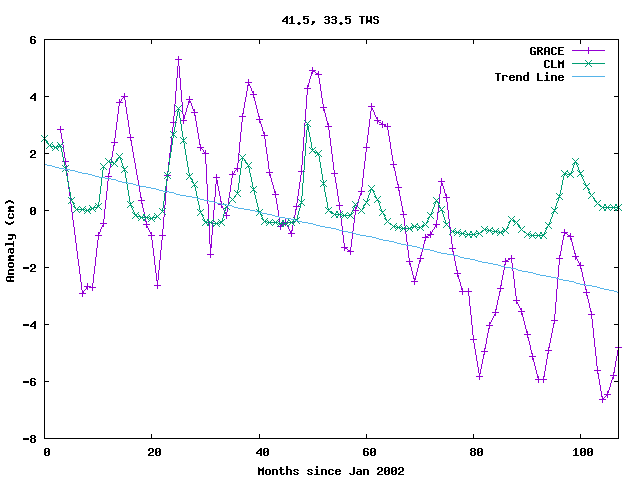 41.5, 33.5 TWS
GRACE
CLM
Trend Line
6
4
2
0
-2
-4
-6
-8
Anomaly (cm)
0 20 40 60 80 100
Months since Jan 2002